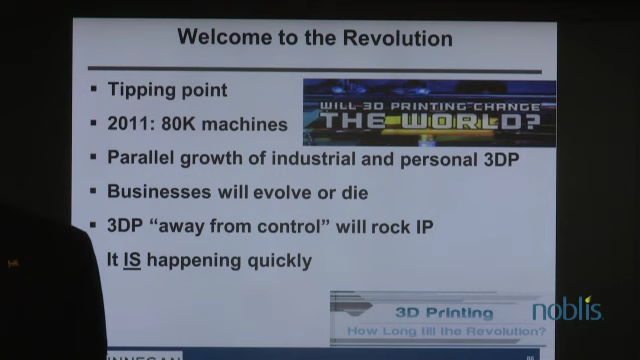 Welcome to the Revolution
▪ Tipping point
▪ 2011: 80K machines
▪ Parallel growth of industrial and personal 3DP
▪ Businesses will evolve or die
▪ 3DP “away from control” will rock IP
It IS happening quickly
WILL 3D PRINTING CHANGE
THE WORLD?
3D Printing
How Long till the Revolution?
noblis